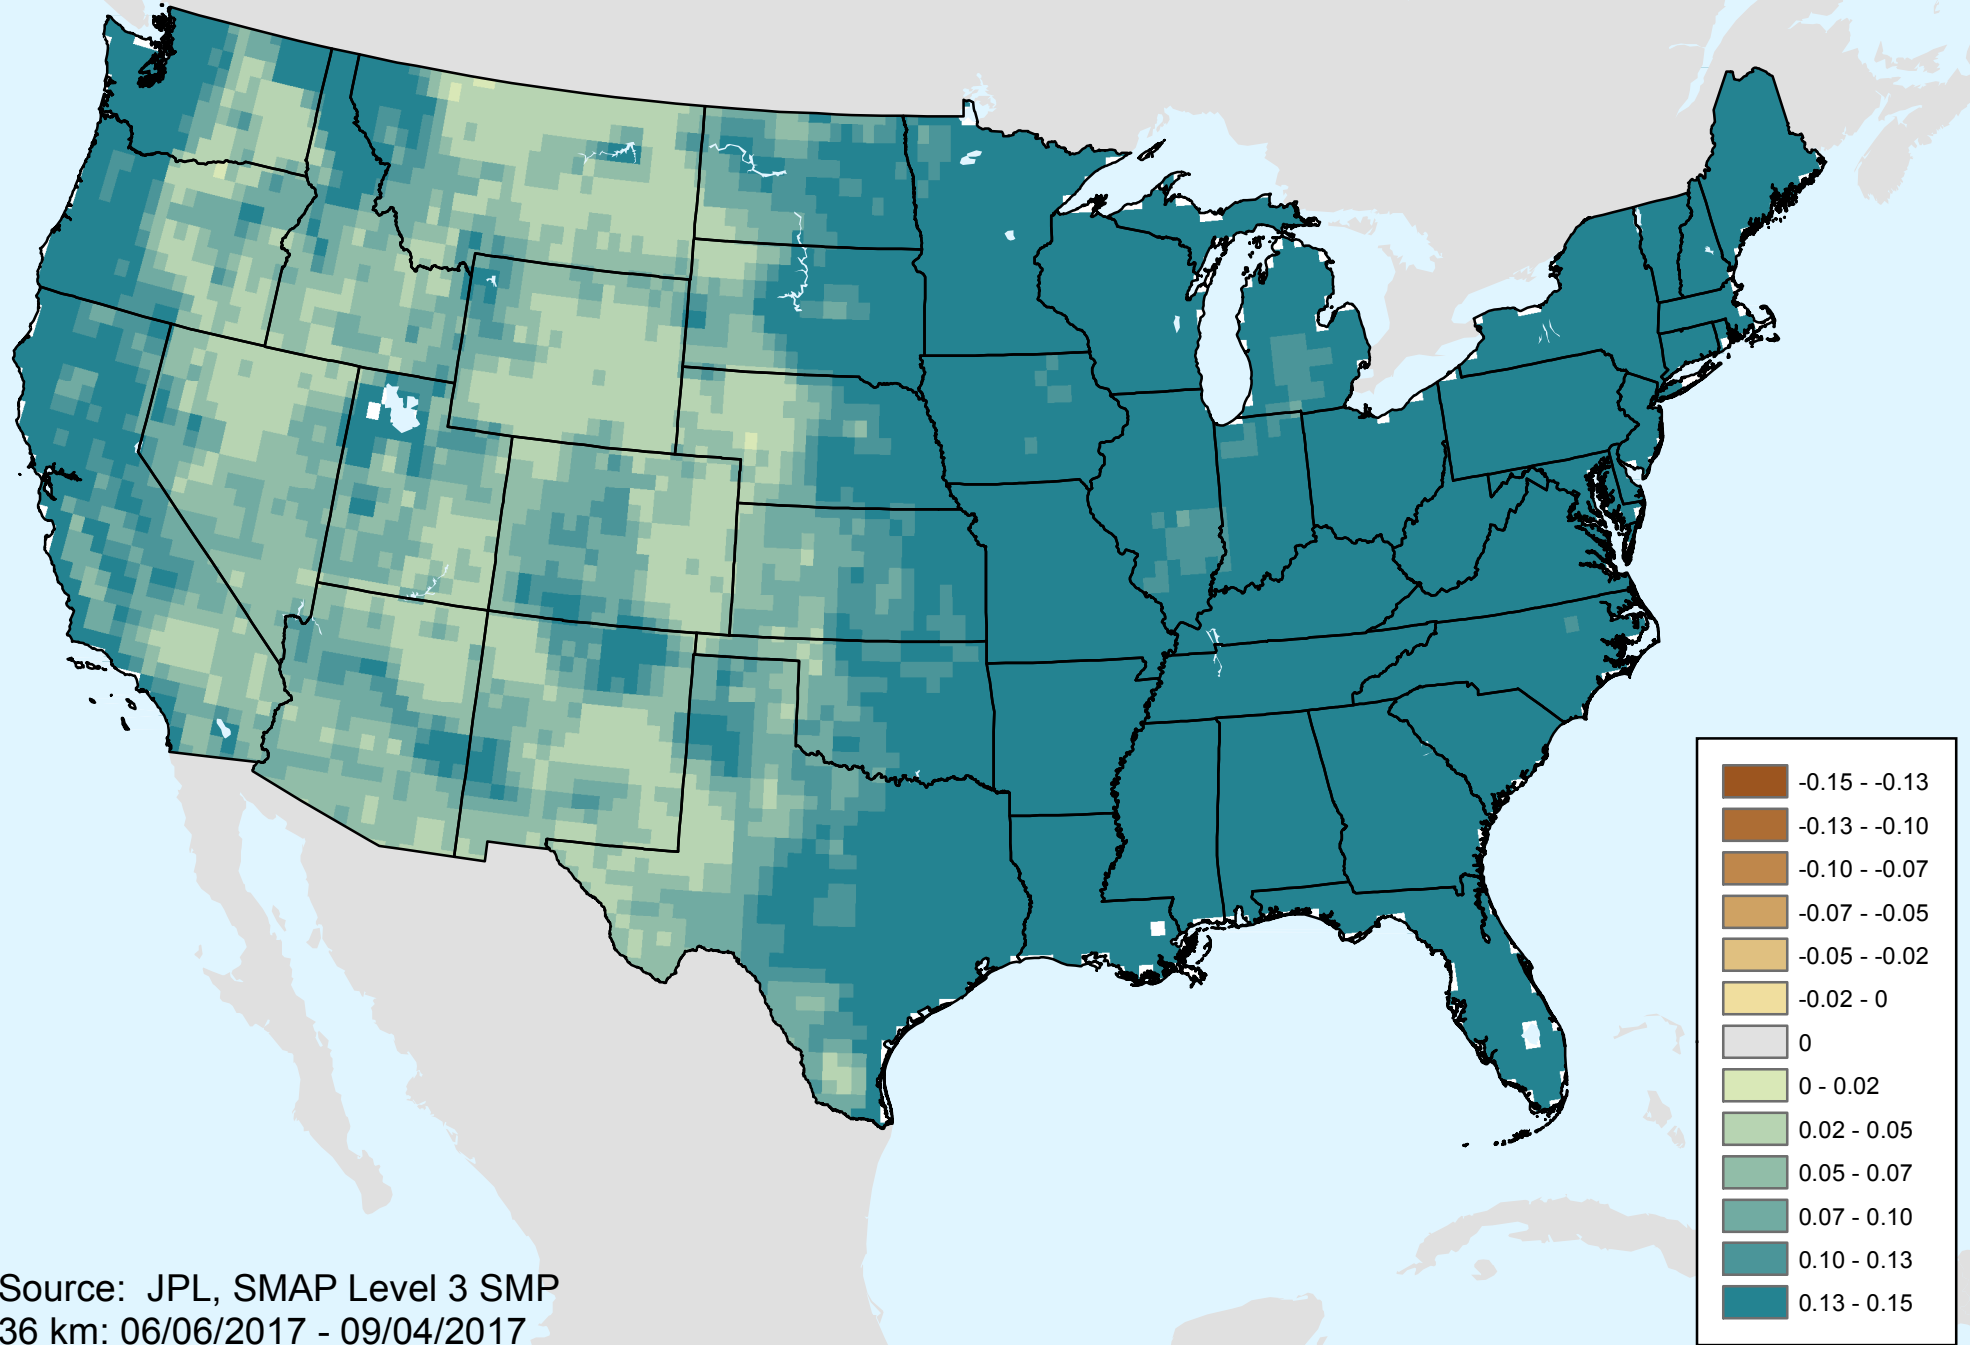 -0.15 - -0.13
-0.13 - -0.10
-0.10 - -0.07
-0.07 - -0.05
-0.05 - -0.02
-0.02 - 0
0
0 - 0.02
0.02 - 0.05
0.05 - 0.07
0.07 - 0.10
0.10 - 0.13
0.13 - 0.15
Source: JPL, SMAP Level 3 SMP
36 km: 06/06/2017 - 09/04/2017